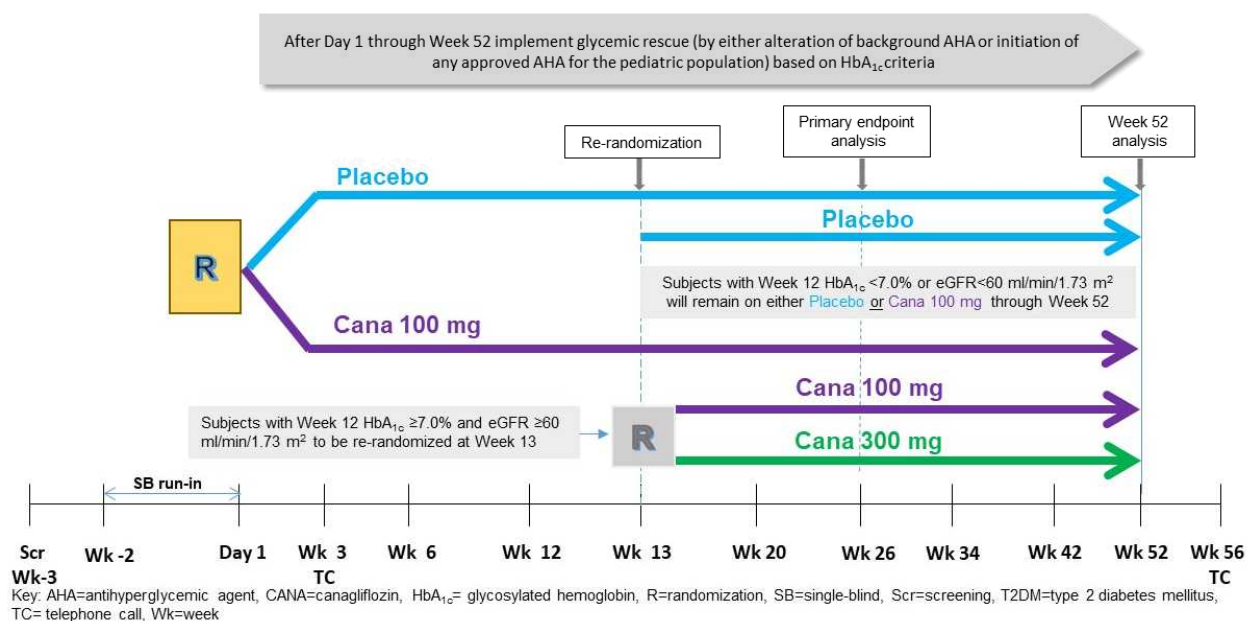 After Day 1 through Week 52 implement glycemic rescue (by either alteration of background AHA or initiation of
any approved AHA for the pediatric population) based on HbA1c criteria
Re-randomization
Primary endpoint
analysis
Week 52
analysis
Placebo
Placebo
R
Subjects with Week 12 HbA1c <7.0% or eGFR<60 ml/min/1.73 m²
will remain on either Placebo or Cana 100 mg through Week 52
Cana 100 mg
Cana 100 mg
Subjects with Week 12 HbA1c ≥7.0% and eGFR ≥60
ml/min/1.73 m² to be re-randomized at Week 13
R
Cana 300 mg
SB run-in
Scr
Wk-3
Wk -2
Day 1
Wk 3
TC
Wk 6
Wk 12
Wk 13
Wk 20
Wk 26
Wk 34
Wk 42
Wk 52
Wk 56
TC
Key: AHA=antihyperglycemic agent, CANA=canagliflozin, HbA1c= glycosylated hemoglobin, R=randomization, SB=single-blind, Scr=screening, T2DM=type 2 diabetes mellitus,
TC= telephone call, Wk=week